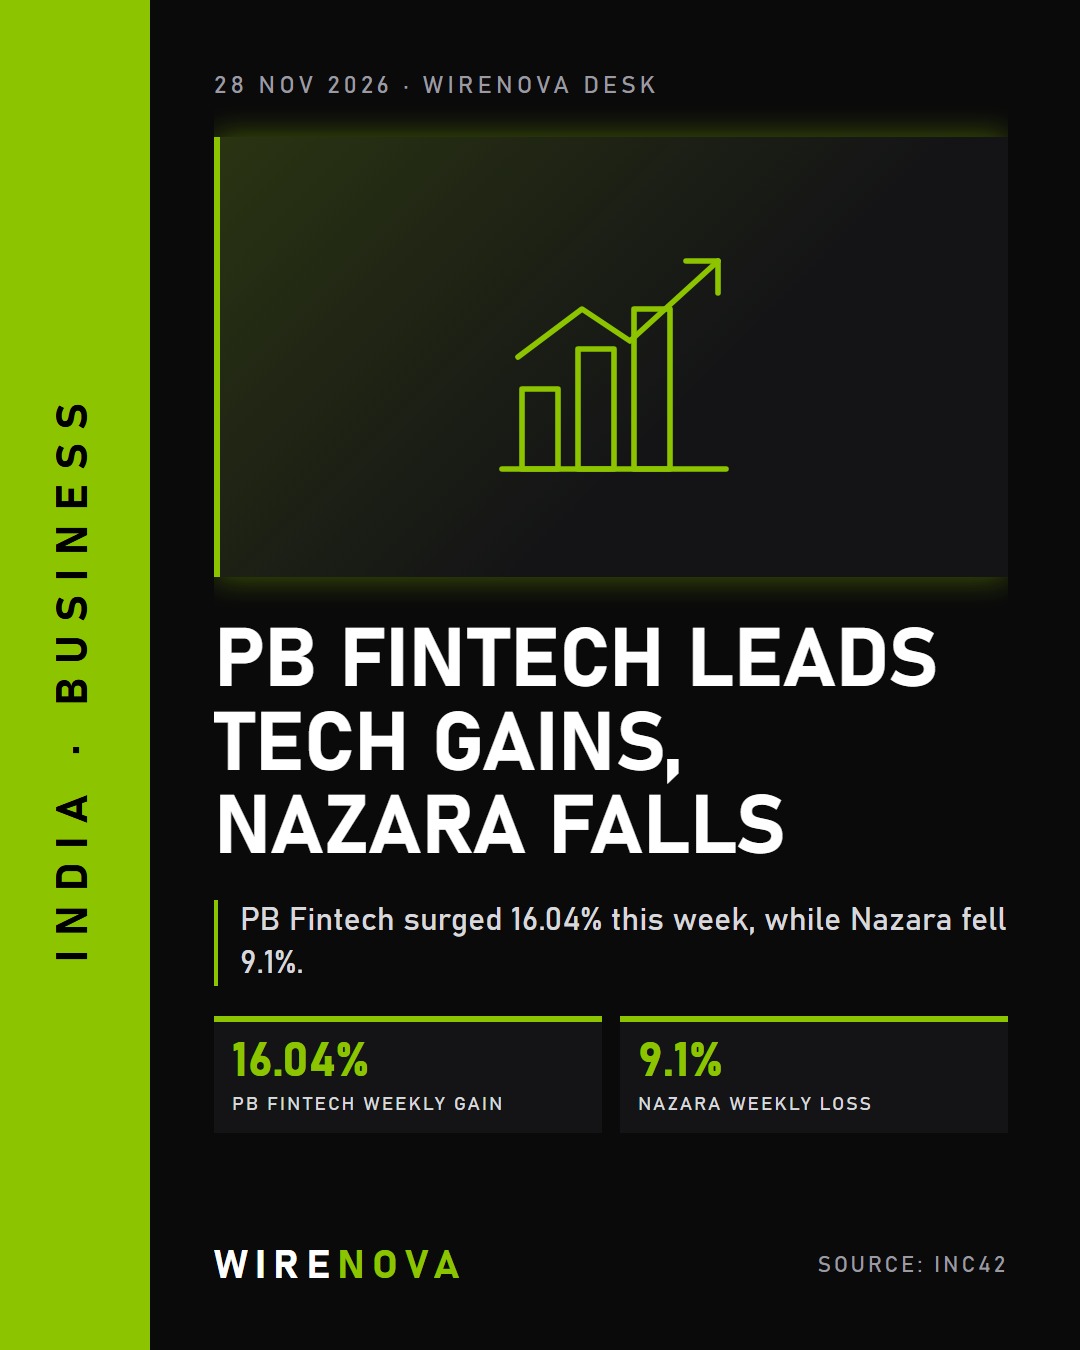 INDIA · BUSINESS
28 NOV 2026 · WIRENOVA DESK
PB FINTECH LEADS
TECH GAINS,
NAZARA FALLS
PB Fintech surged 16.04% this week, while Nazara fell
9.1%.
16.04%
PB FINTECH WEEKLY GAIN
9.1%
NAZARA WEEKLY LOSS
WIRENOVA
SOURCE: INC42